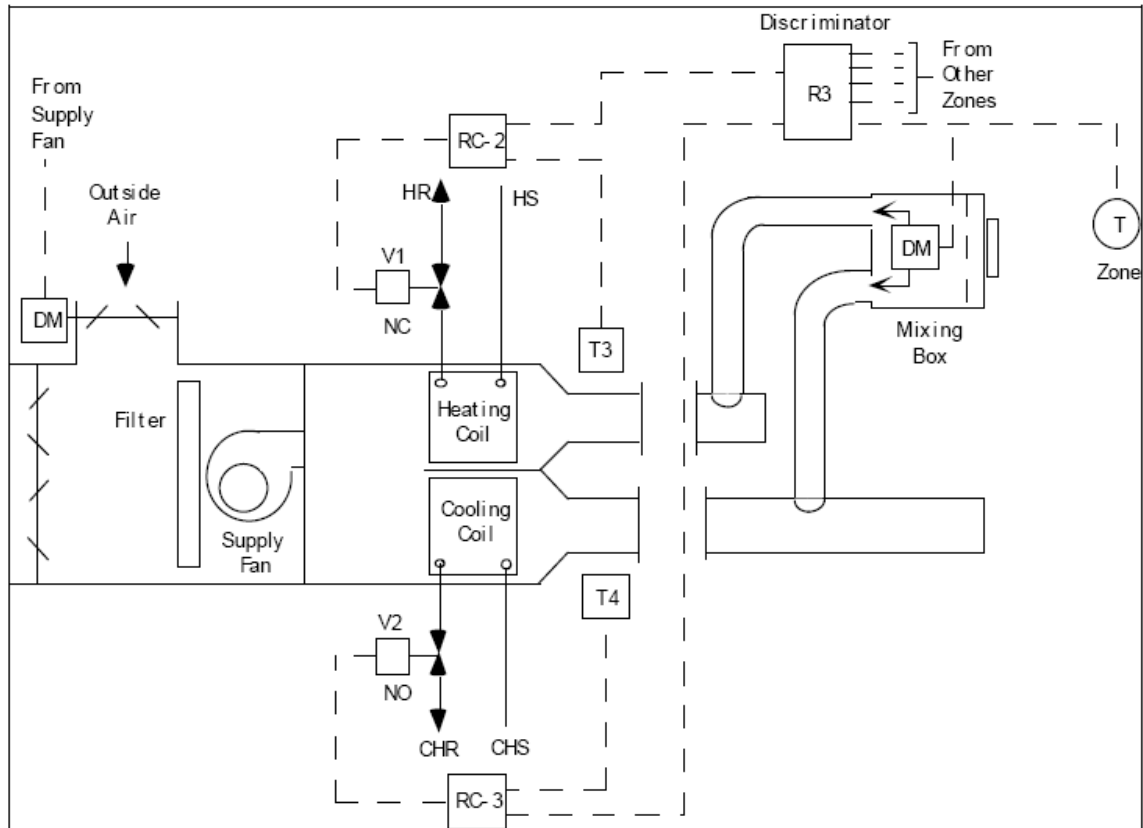 Discriminator
From
Supply
Fan
R3
From
Other
Zones
RC-2
Outside
Air
HR
HS
T
DM
V1
DM
Zone
NC
T3
Mixing
Box
Filter
Heating
Coil
Cooling
Coil
Supply
Fan
T4
V2
NO
CHR
CHS
RC-3